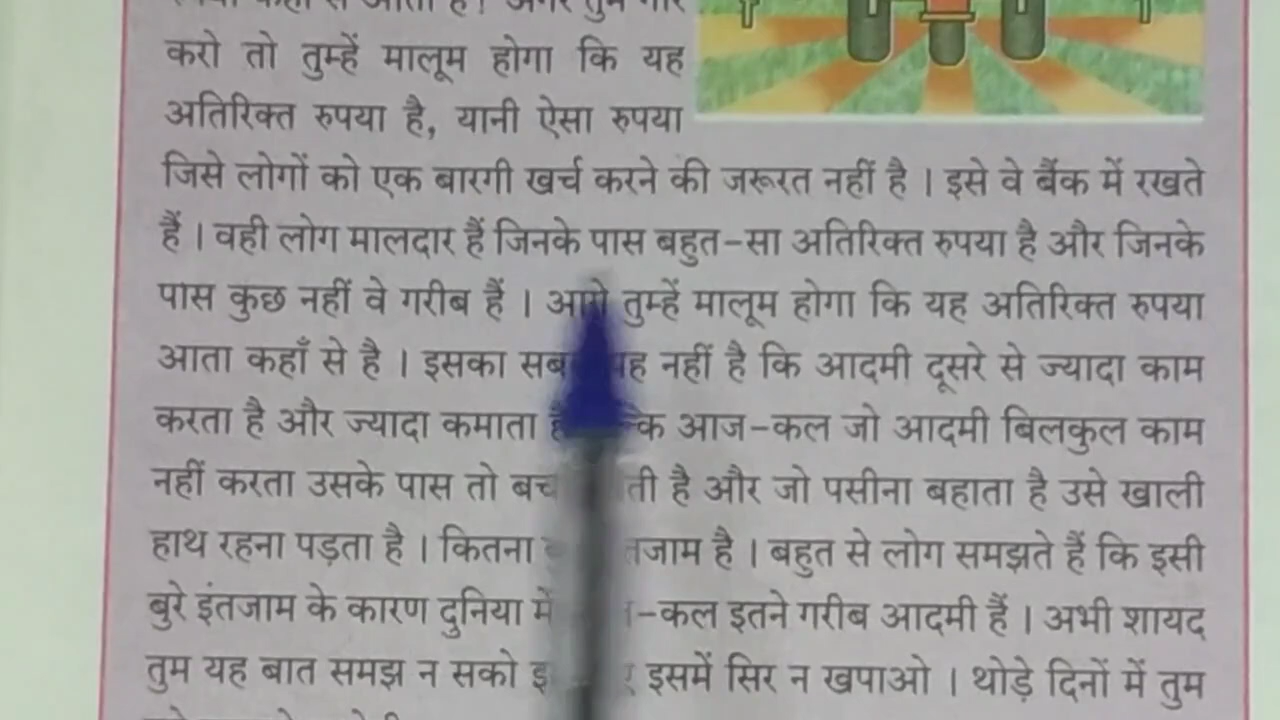 करो तो तुम्हें मालूम होगा कि यह
अतिरिक्त रुपया है, यानी ऐसा रुपया
जिसे लोगों को एक बारगी खर्च करने की जरूरत नहीं है । इसे वे बैंक में रखते
हैं । वही लोग मालदार हैं जिनके पास बहुत-सा अतिरिक्त रुपया है और जिनके
पास कुछ नहीं वे गरीब हैं । आगे तुम्हें मालूम होगा कि यह अतिरिक्त रुपया
आता कहाँ से है । इसका नहीं है कि आदमी दूसरे से ज्यादा काम
करता है और ज्यादा कमाता आज-कल जो आदमी बिलकुल काम
नहीं करता उसके पास तो है और जो पसीना बहाता है उसे खाली
हाथ रहना पड़ता है । कितना है । बहुत से लोग समझते हैं कि इसी
बुरे इंतजाम के कारण दुनिया में -कल इतने गरीब आदमी हैं । अभी शायद
तुम यह बात समझ न सको इसमें सिर न खपाओ । थोड़े दिनों में तुम